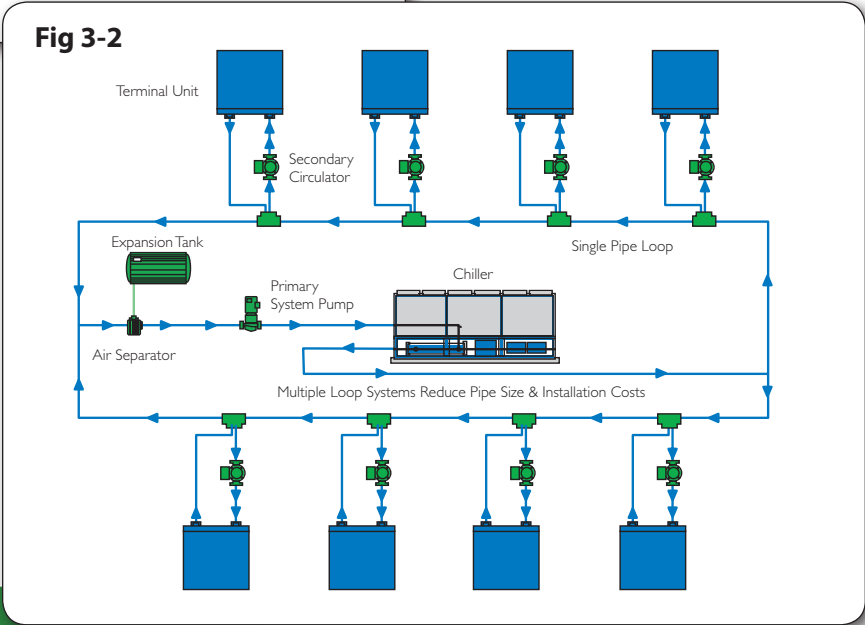 Fig 3-2
Terminal Unit
Secondary
Circulator
Single Pipe Loop
Expansion Tank
Primary
System Pump
Chiller
Air Separator
Multiple Loop Systems Reduce Pipe Size & Installation Costs